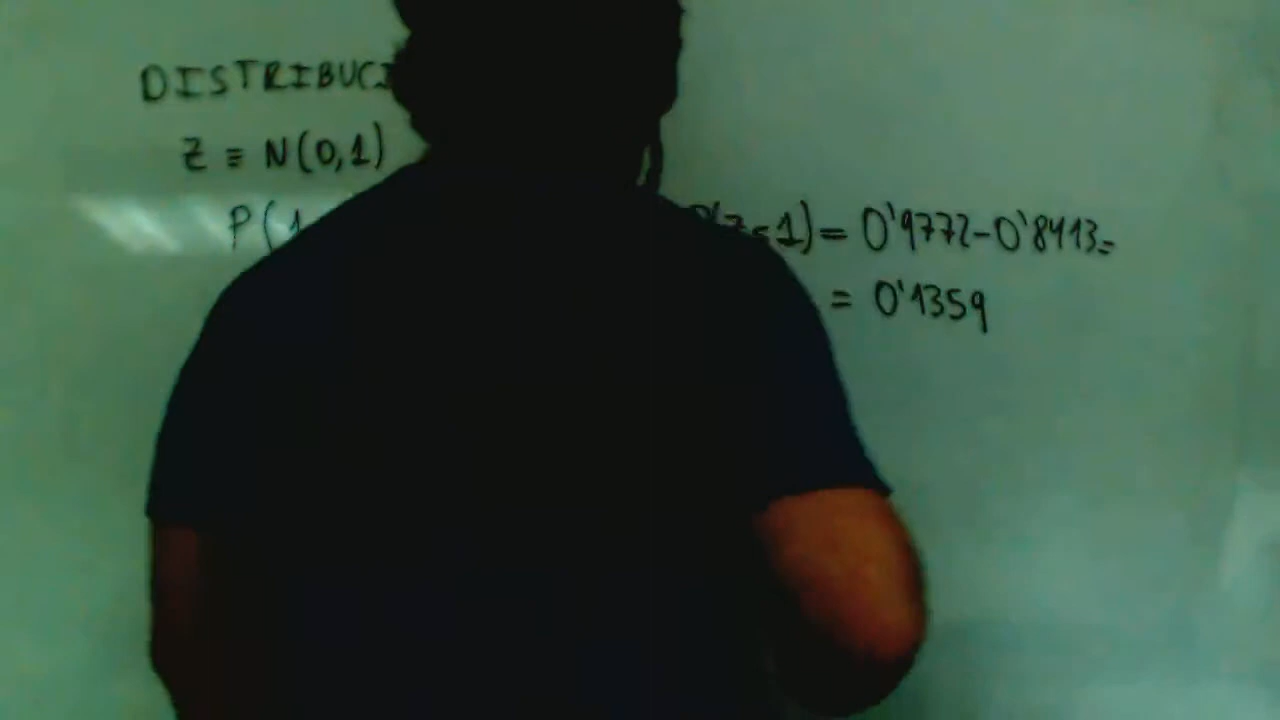 DISTRIBUCI
Z ≡ N(0,1)
P(1 P(Z≤1) = 0'9772-0'8413=
= 0'1359